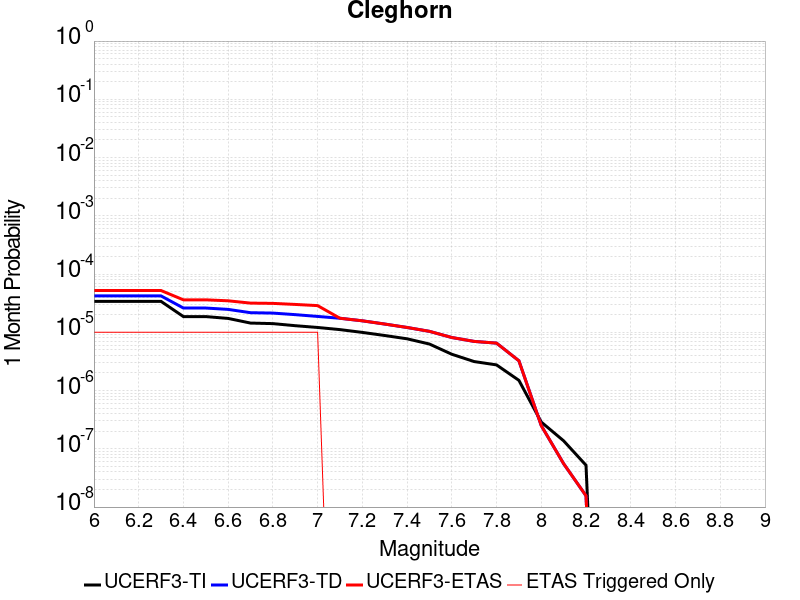 Cleghorn
10^0
10^-1
10^-2
10^-3
10^-4
10^-5
10^-6
10^-7
10^-8
1 Month Probability
6 6.2 6.4 6.6 6.8 7 7.2 7.4 7.6 7.8 8 8.2 8.4 8.6 8.8 9
Magnitude
UCERF3-TI UCERF3-TD UCERF3-ETAS ETAS Triggered Only